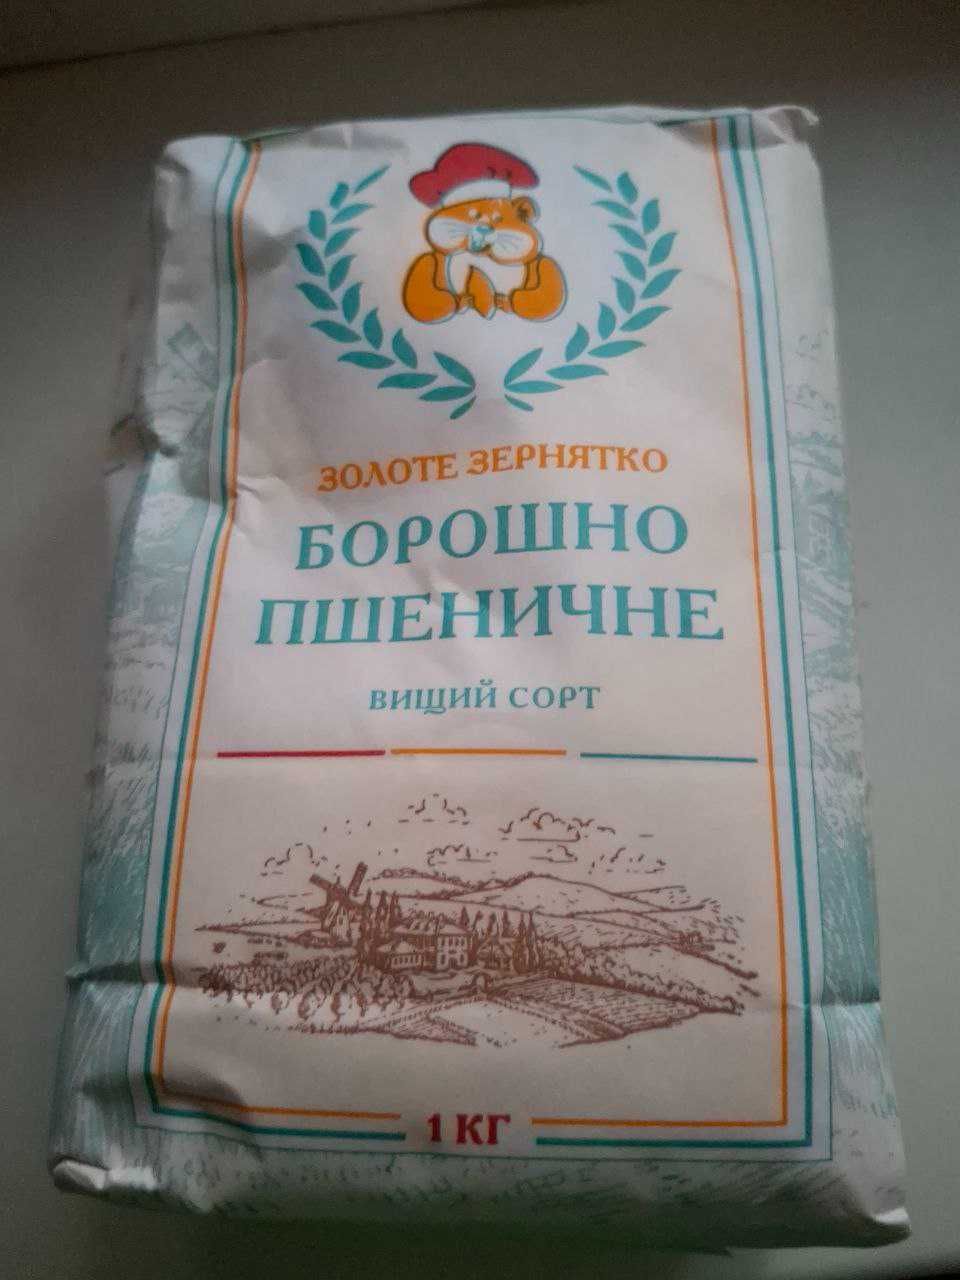 ЗОЛОТЕ ЗЕРНЯТКО
БОРОШНО
ПШЕНИЧНЕ
ВИЩИЙ СОРТ
1 КГ